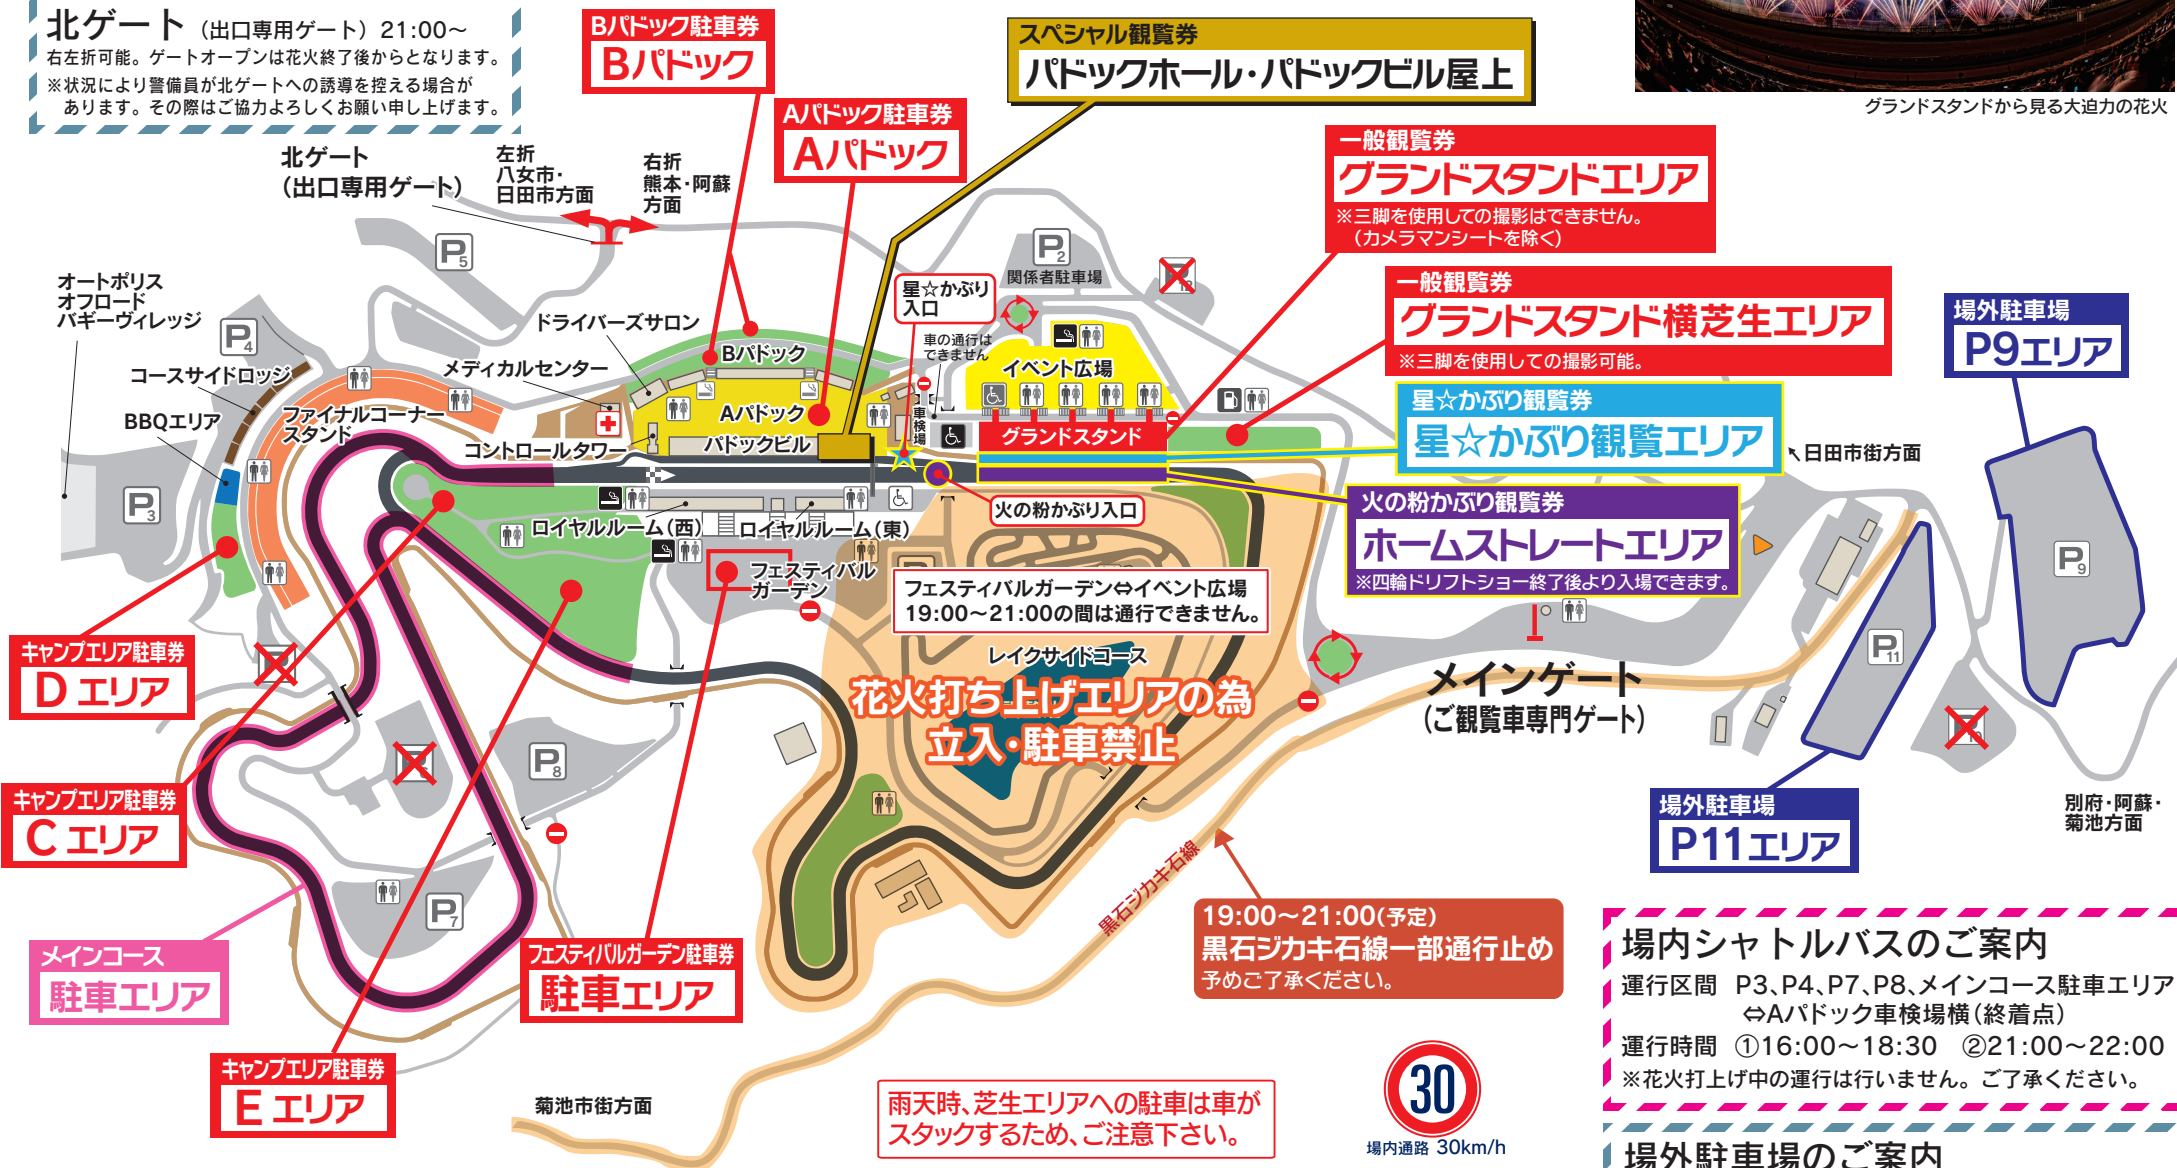 北ゲート（出口専用ゲート）21:00～
右左折可能。ゲートオープンは花火終了後からとなります。
※状況により警備員が北ゲートへの誘導を控える場合が
あります。その際はご協力よろしくお願い申し上げます。
Bパドック駐車券
Bパドック
Aパドック駐車券
Aパドック
スペシャル観覧券
パドックホール・パドックビル屋上
グランドスタンドから見る大迫力の花火
一般観覧券
グランドスタンドエリア
※三脚を使用しての撮影はできません。
（カメラマンシートを除く）
一般観覧券
グランドスタンド横芝生エリア
※三脚を使用しての撮影可能。
星☆かぶり観覧券
星☆かぶり観覧エリア
火の粉かぶり観覧券
ホームストレートエリア
※四輪ドリフトショー終了後より入場できます。
場外駐車場
P9エリア
北ゲート
（出口専用ゲート）
左折
八女市・
日田市方面
右折
熊本・阿蘇
方面
P5
P2
関係者駐車場
P12
オートポリス
オフロード
バギーヴィレッジ
P4
コースサイドロッジ
BBQエリア
ファイナルコーナー
スタンド
P3
ドライバーズサロン
メディカルセンター
コントロールタワー
Bパドック
Aパドック
パドックビル
星☆かぶり
入口
車の通行は
できません
車検場
イベント広場
グランドスタンド
火の粉かぶり入口
ロイヤルルーム（西）
ロイヤルルーム（東）
フェスティバル
ガーデン
フェスティバルガーデン⇔イベント広場
19:00～21:00の間は通行できません。
レイクサイドコース
花火打ち上げエリアの為
立入・駐車禁止
日田市街方面
メインゲート
（ご観覧車専門ゲート）
P9
P11
P10
別府・阿蘇・
菊池方面
場外駐車場
P11エリア
キャンプエリア駐車券
Dエリア
キャンプエリア駐車券
Cエリア
P8
P7
メインコース
駐車エリア
フェスティバルガーデン駐車券
駐車エリア
キャンプエリア駐車券
Eエリア
黒石ジカキ石線
19:00～21:00(予定)
黒石ジカキ石線一部通行止め
予めご了承ください。
菊池市街方面
雨天時、芝生エリアへの駐車は車が
スタックするため、ご注意下さい。
30
場内通路 30km/h
場内シャトルバスのご案内
運行区間 P3、P4、P7、P8、メインコース駐車エリア
⇔Aパドック車検場横（終着点）
運行時間 ①16:00～18:30 ②21:00～22:00
※花火打上げ中の運行は行いません。ご了承ください。
場外駐車場のご案内